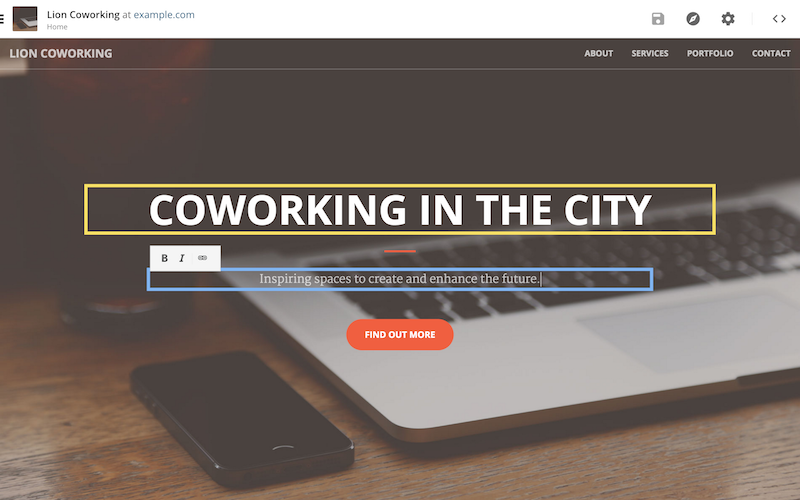 Lion Coworking at example.com
Home
LION COWORKING
ABOUT SERVICES PORTFOLIO CONTACT
COWORKING IN THE CITY
B I
Inspiring spaces to create and enhance the future.
FIND OUT MORE